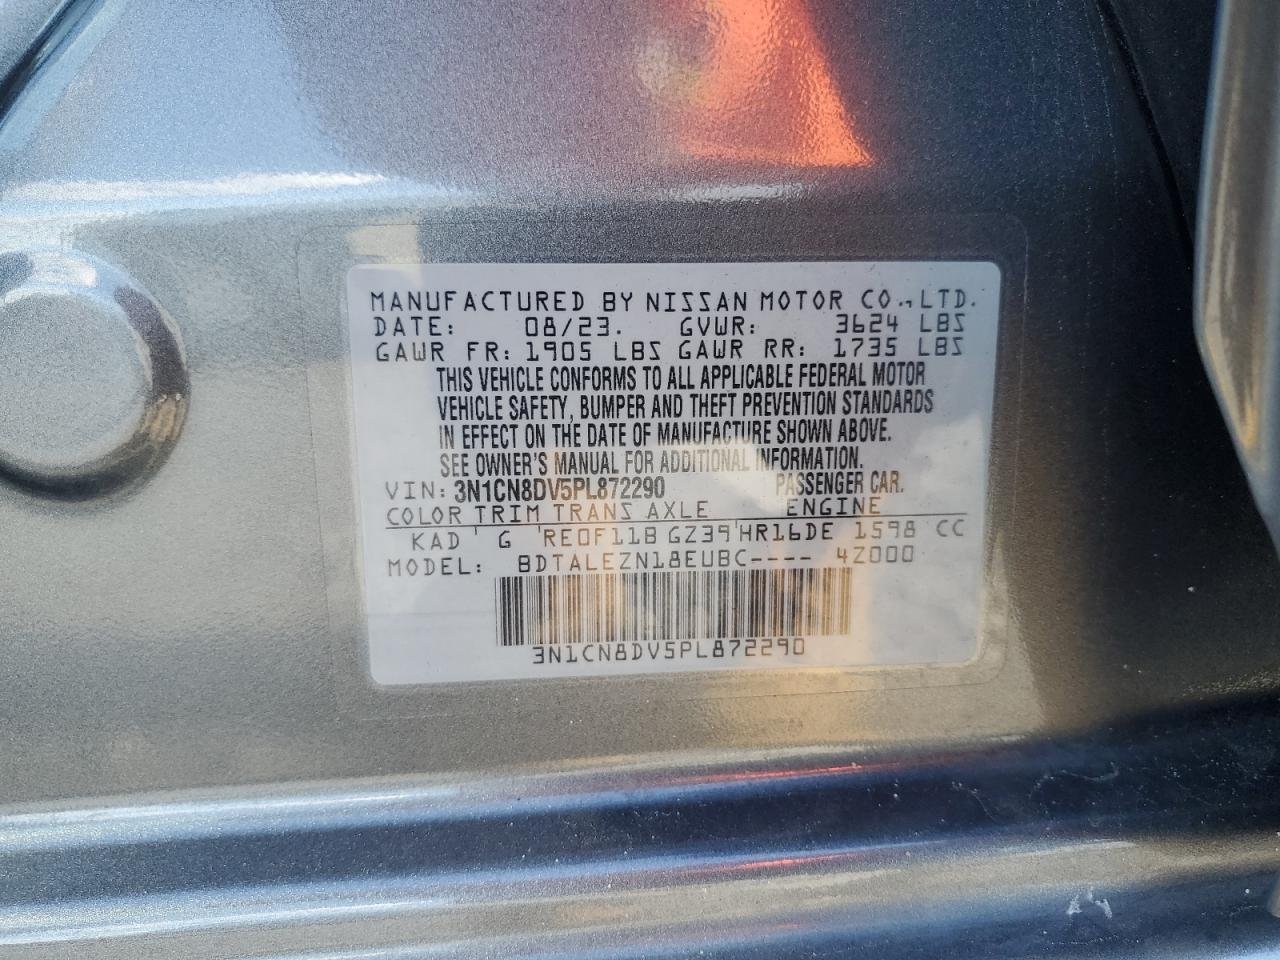 MANUFACTURED BY NISSAN MOTOR CO., LTD.
DATE: 08/23. GVWR: 3624 LBS
GAWR FR: 1905 LBS GAWR RR: 1735 LBS
THIS VEHICLE CONFORMS TO ALL APPLICABLE FEDERAL MOTOR
VEHICLE SAFETY, BUMPER AND THEFT PREVENTION STANDARDS
IN EFFECT ON THE DATE OF MANUFACTURE SHOWN ABOVE.
SEE OWNER'S MANUAL FOR ADDITIONAL INFORMATION.
VIN: 3N1CN8DV5PL872290 PASSENGER CAR.
COLOR TRIM TRANS AXLE ENGINE
KAD G RE0F11B GZ39 HR16DE 1598 CC
MODEL: BDTALEZN18EUBC---- 4Z000
3N1CN8DV5PL872290